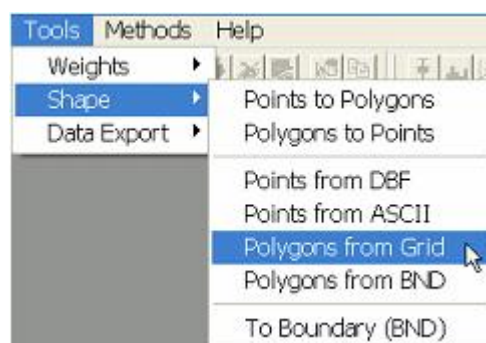 Tools Methods Help
Weights
Shape
Data Export
Points to Polygons
Polygons to Points
Points from DBF
Points from ASCII
Polygons from Grid
Polygons from BND
To Boundary (BND)